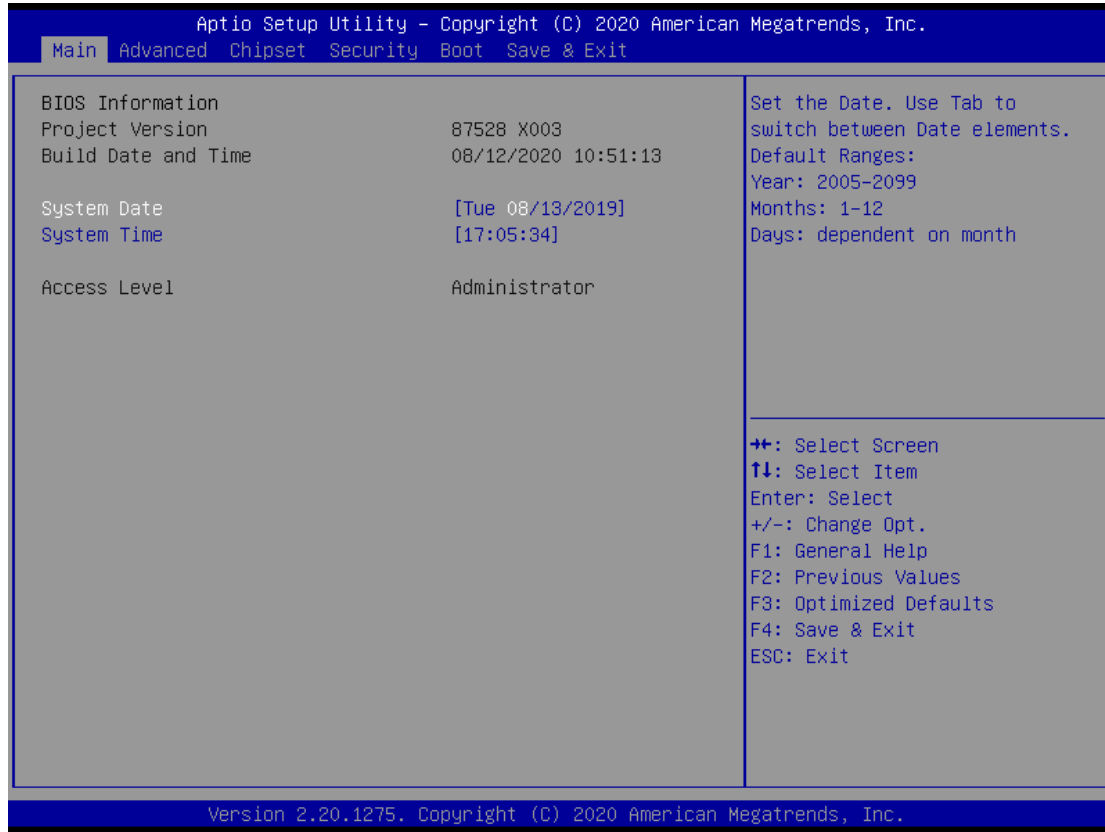 Aptio Setup Utility – Copyright (C) 2020 American Megatrends, Inc.
Main Advanced Chipset Security Boot Save & Exit
BIOS Information
Project Version 87528 X003
Build Date and Time 08/12/2020 10:51:13
System Date [Tue 08/13/2019]
System Time [17:05:34]
Access Level Administrator
Set the Date. Use Tab to
switch between Date elements.
Default Ranges:
Year: 2005–2099
Months: 1–12
Days: dependent on month
→←: Select Screen
↑↓: Select Item
Enter: Select
+/-: Change Opt.
F1: General Help
F2: Previous Values
F3: Optimized Defaults
F4: Save & Exit
ESC: Exit
Version 2.20.1275. Copyright (C) 2020 American Megatrends, Inc.